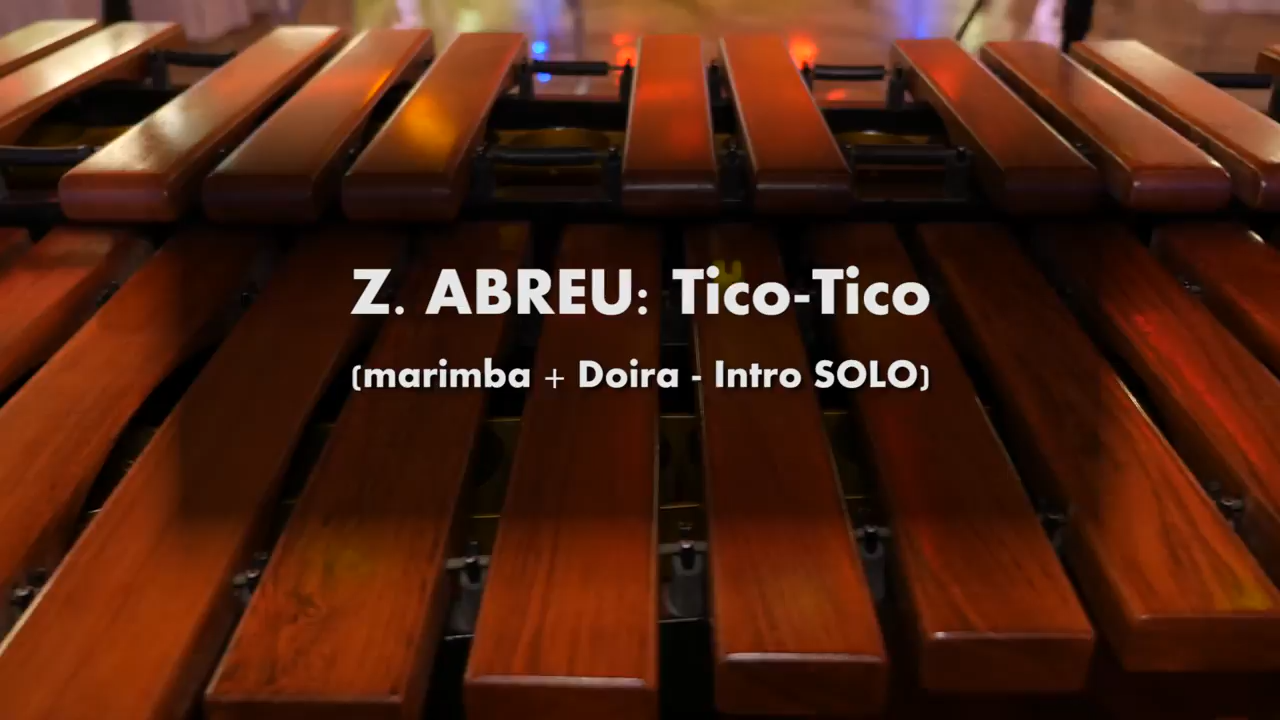 Z. ABREU: Tico-Tico
(marimba + Doira - Intro SOLO)